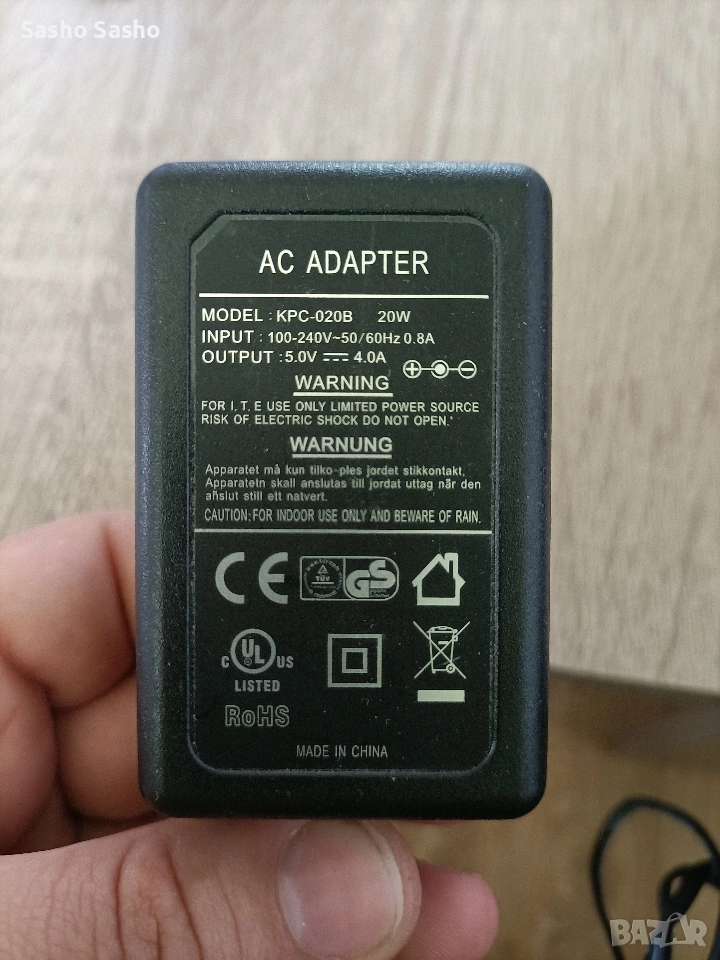 Sasho Sasho
AC ADAPTER
MODEL : KPC-020B 20W
INPUT : 100-240V~50/60Hz 0.8A
OUTPUT : 5.0V ⎓ 4.0A
WARNING
FOR I. T. E USE ONLY LIMITED POWER SOURCE
RISK OF ELECTRIC SHOCK DO NOT OPEN.
WARNUNG
Apparatet må kun tilko-ples jordet stikkontakt.
Apparateln skall anslutas till jordat uttag når den
anslut still ett natvert.
CAUTION: FOR INDOOR USE ONLY AND BEWARE OF RAIN.
CE TÜV GS
C UL US
LISTED
RoHS
MADE IN CHINA
BAZAR